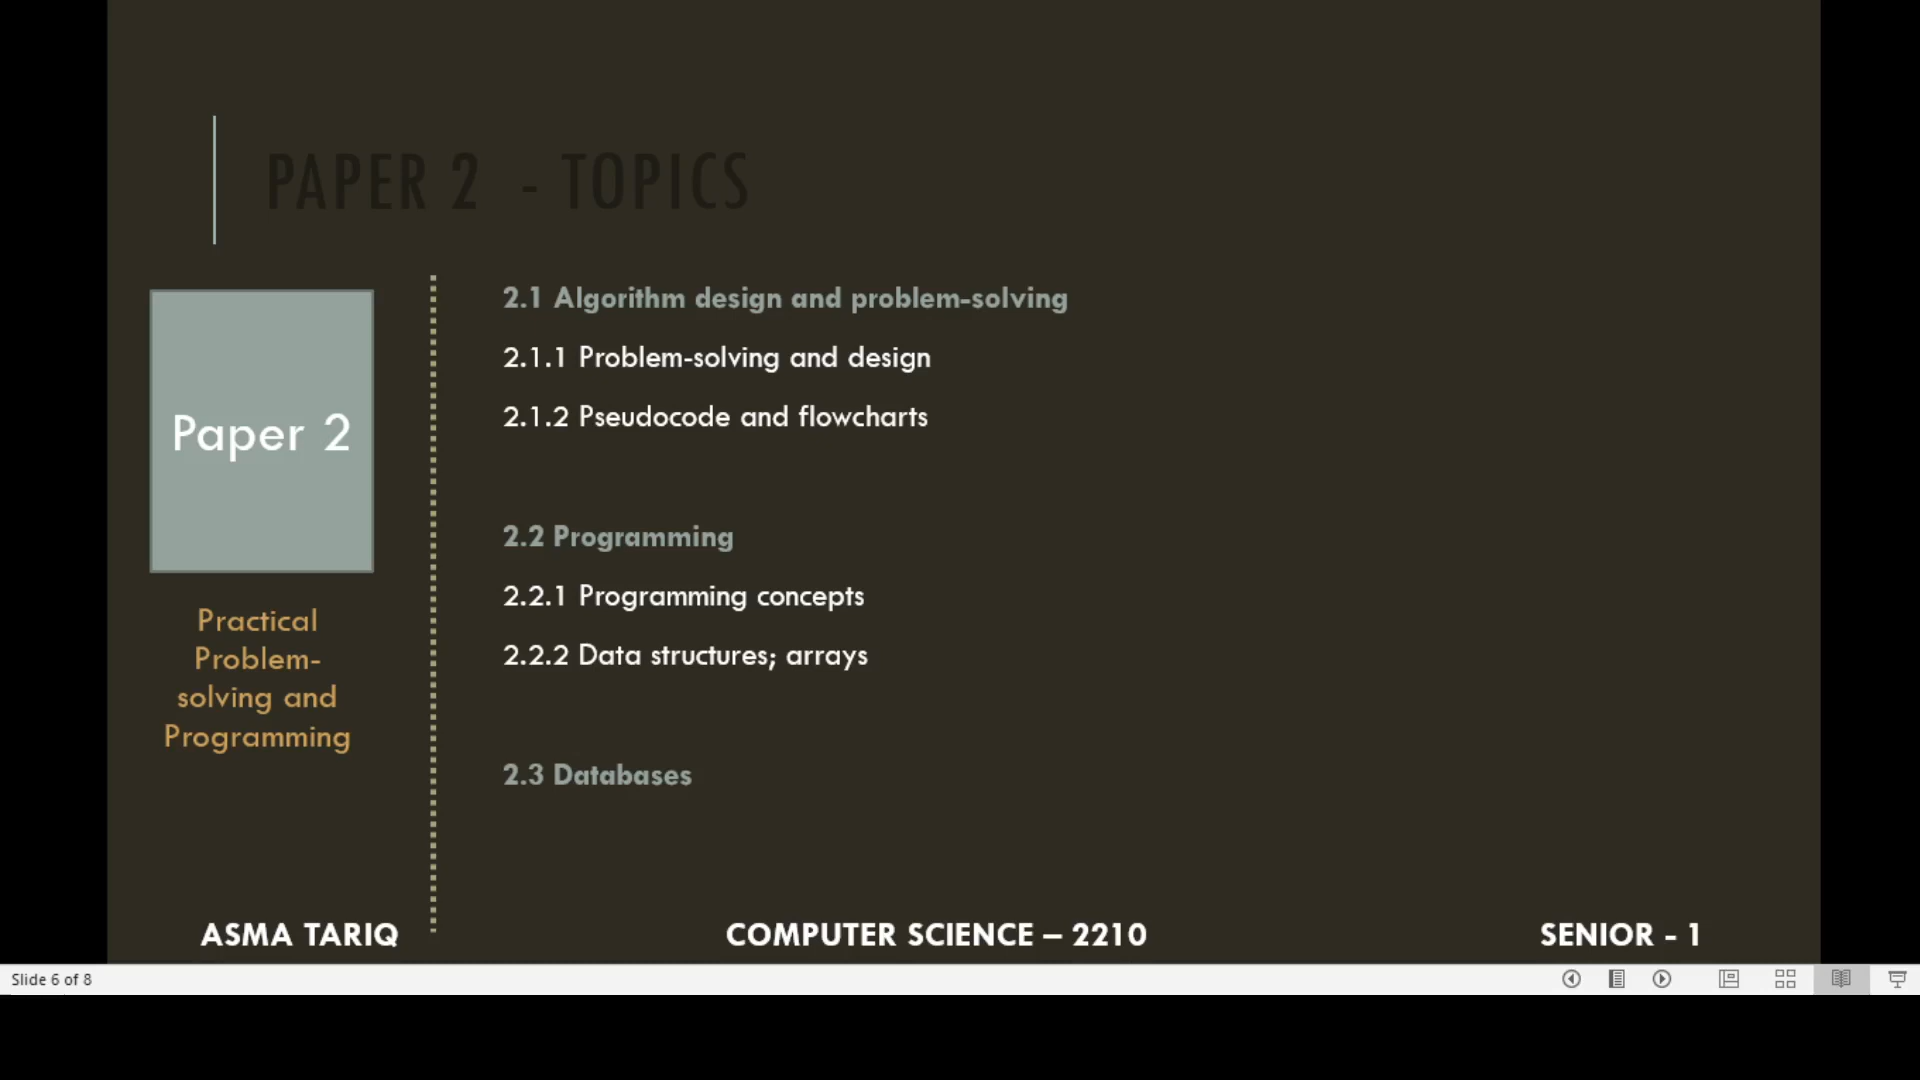 PAPER 2 - TOPICS
Paper 2
Practical
Problem-
solving and
Programming
2.1 Algorithm design and problem-solving
2.1.1 Problem-solving and design
2.1.2 Pseudocode and flowcharts
2.2 Programming
2.2.1 Programming concepts
2.2.2 Data structures; arrays
2.3 Databases
ASMA TARIQ
COMPUTER SCIENCE – 2210
SENIOR - 1
Slide 6 of 8